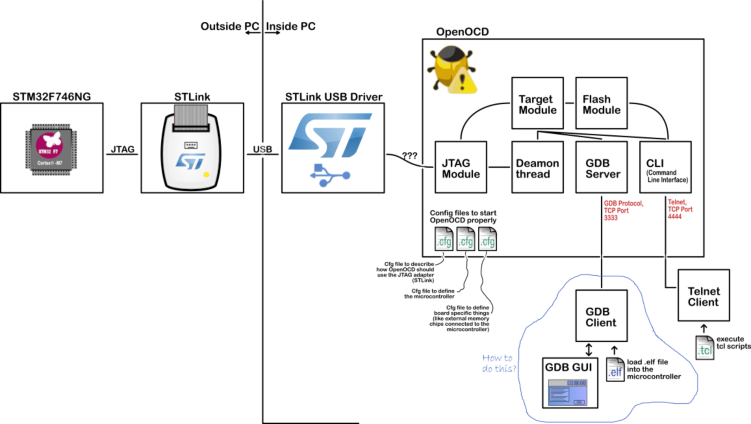 Outside PC
Inside PC
OpenOCD
STM32F746NG
STLink
STLink USB Driver
Target
Module
Flash
Module
STM32 F7
Cortex®-M7
JTAG
USB
???
JTAG
Module
Deamon
thread
GDB
Server
CLI
(Command
Line Interface)
GDB Protocol,
TCP Port
3333
Telnet,
TCP Port
4444
Config files to start
OpenOCD properly
.cfg
.cfg
.cfg
Cfg file to describe
how OpenOCD should
use the JTAG adapter
(STLink)
Cfg file to define
the microcontroller
Cfg file to define
board specific things
(like external memory
chips connected to the
microcontroller)
Telnet
Client
GDB
Client
execute
tcl scripts
.tcl
How to
do this?
GDB GUI
.elf
load .elf file
into the
microcontroller